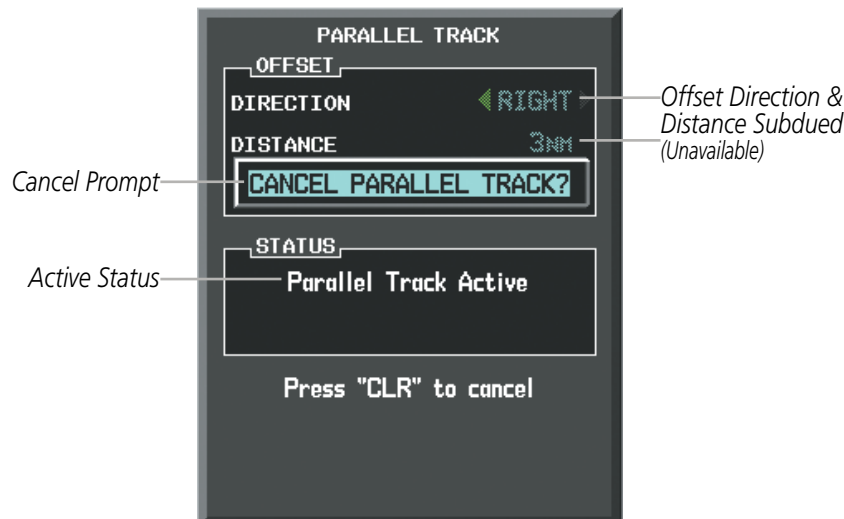 PARALLEL TRACK
OFFSET
DIRECTION RIGHT
Offset Direction &
Distance Subdued
(Unavailable)
DISTANCE 3NM
Cancel Prompt
CANCEL PARALLEL TRACK?
STATUS
Active Status
Parallel Track Active
Press "CLR" to cancel